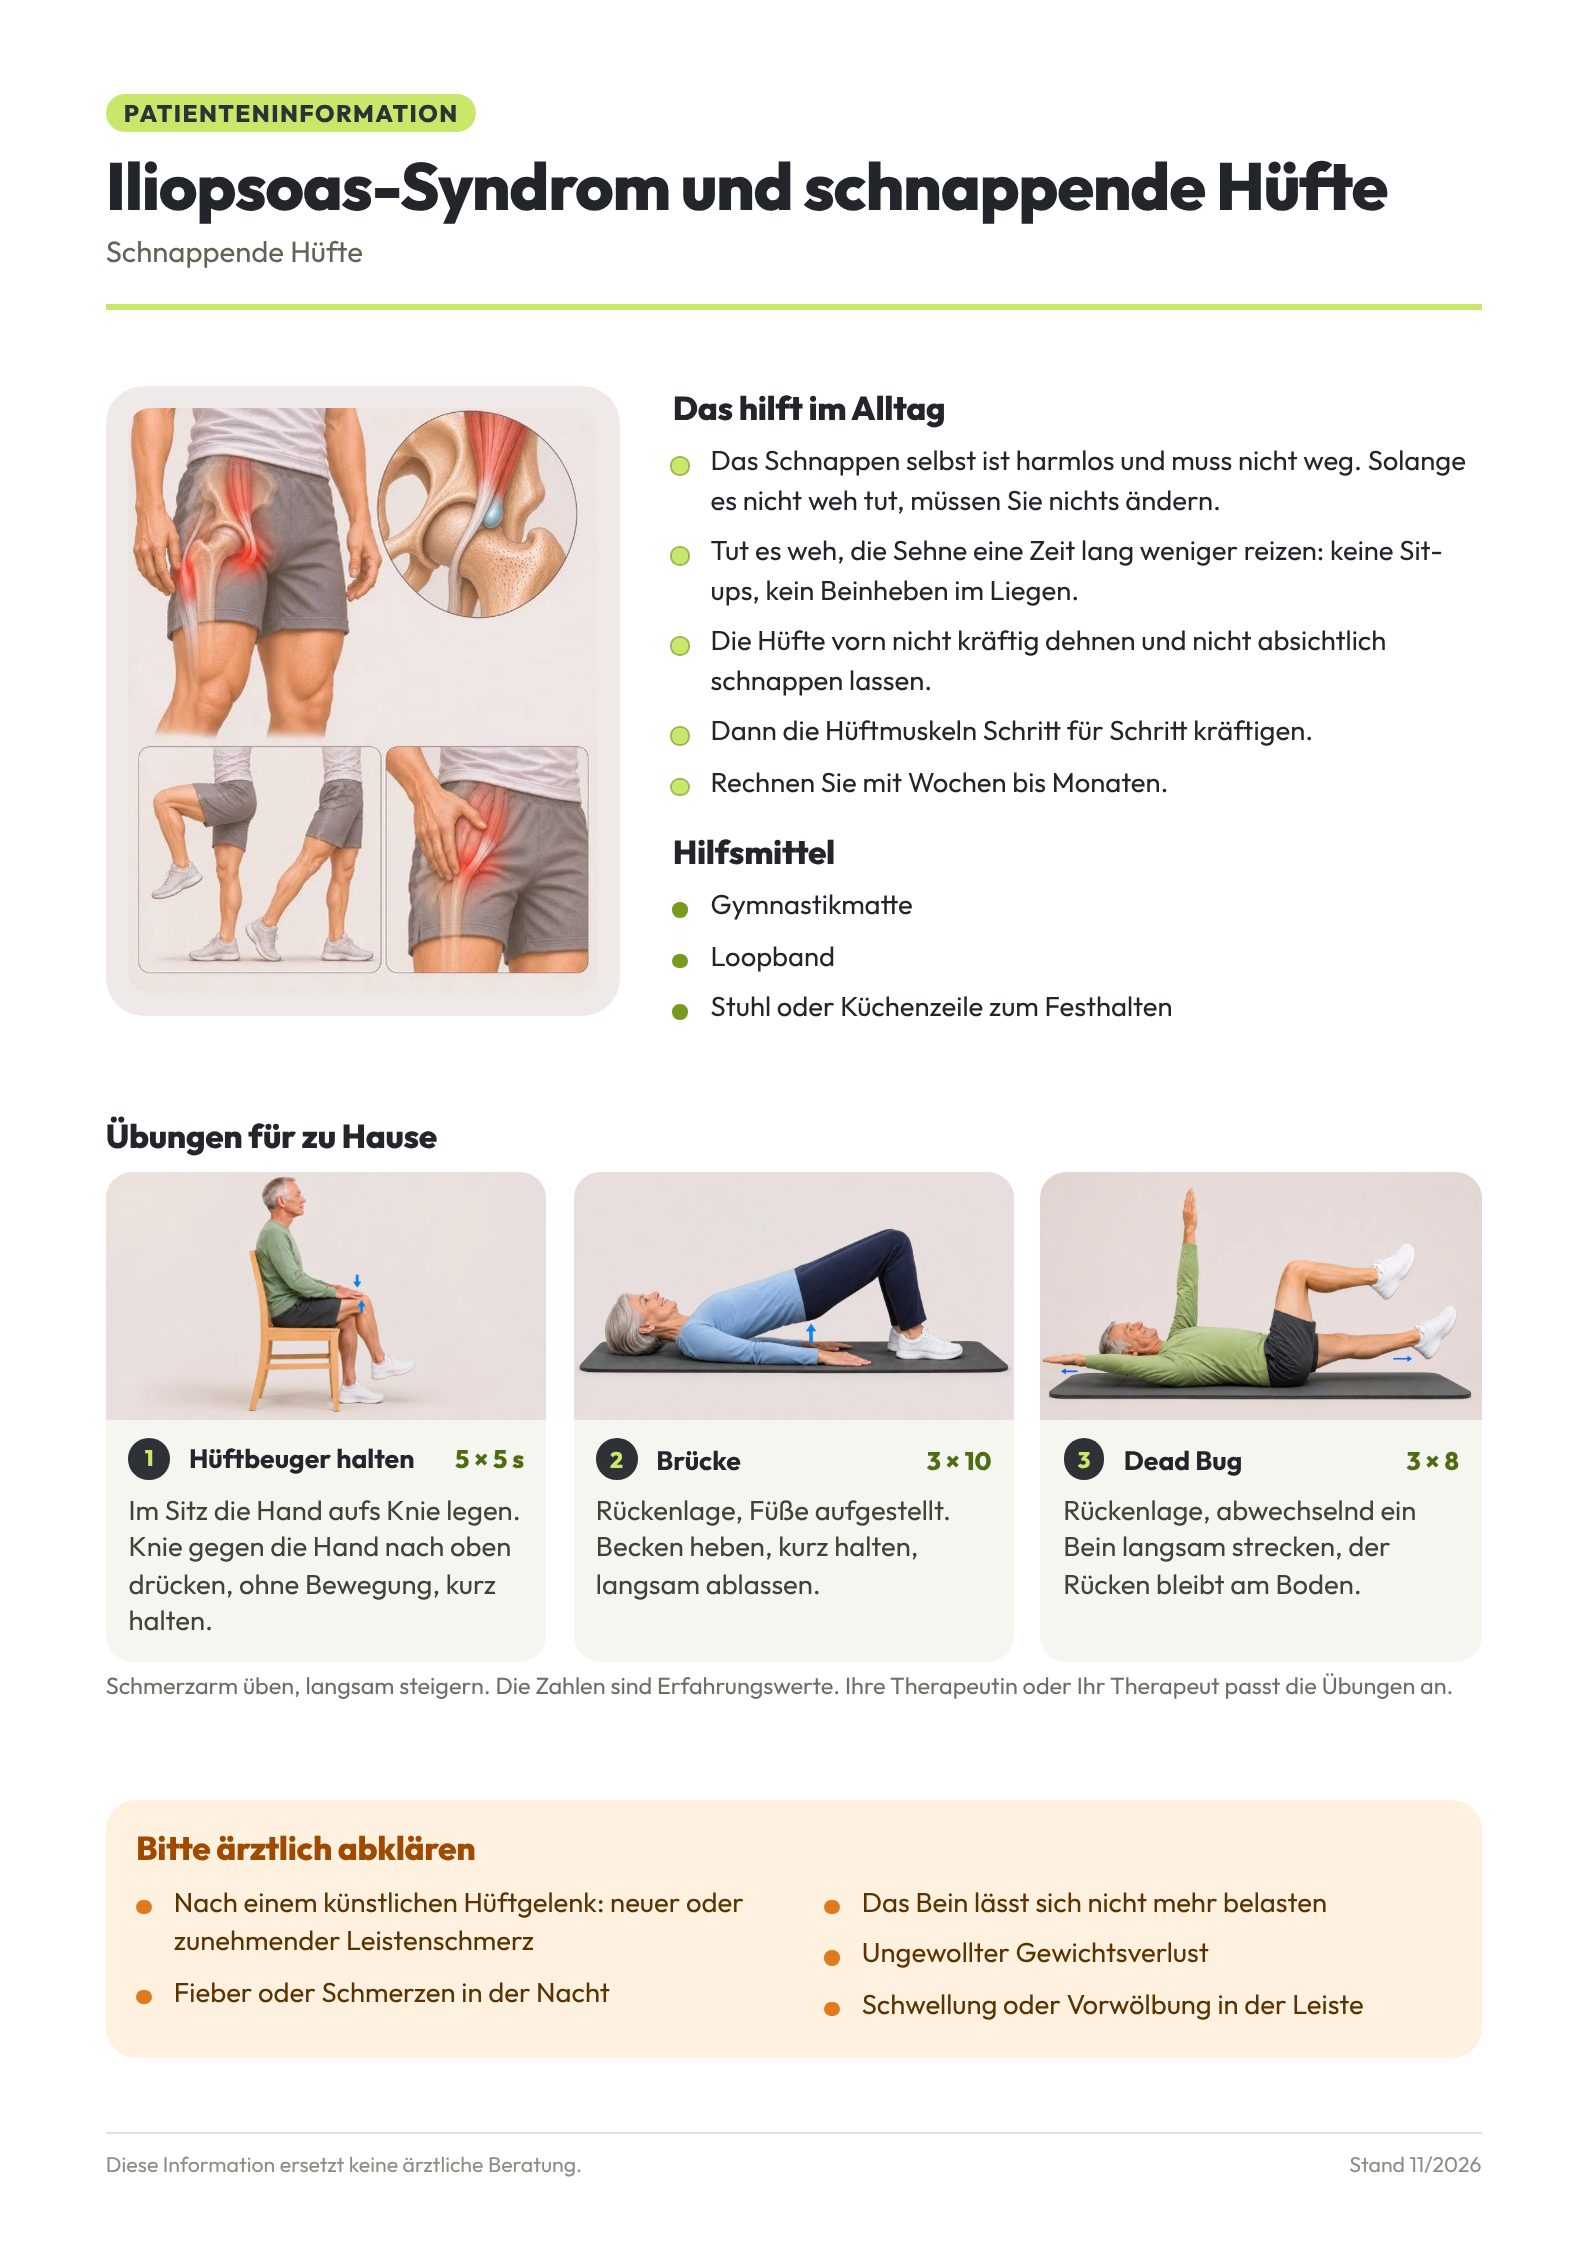 PATIENTENINFORMATION
Iliopsoas-Syndrom und schnappende Hüfte
Schnappende Hüfte
Das hilft im Alltag
Das Schnappen selbst ist harmlos und muss nicht weg. Solange
es nicht weh tut, müssen Sie nichts ändern.
Tut es weh, die Sehne eine Zeit lang weniger reizen: keine Sit-
ups, kein Beinheben im Liegen.
Die Hüfte vorn nicht kräftig dehnen und nicht absichtlich
schnappen lassen.
Dann die Hüftmuskeln Schritt für Schritt kräftigen.
Rechnen Sie mit Wochen bis Monaten.
Hilfsmittel
Gymnastikmatte
Loopband
Stuhl oder Küchenzeile zum Festhalten
Übungen für zu Hause
1 Hüftbeuger halten 5 × 5 s
Im Sitz die Hand aufs Knie legen.
Knie gegen die Hand nach oben
drücken, ohne Bewegung, kurz
halten.
2 Brücke 3 × 10
Rückenlage, Füße aufgestellt.
Becken heben, kurz halten,
langsam ablassen.
3 Dead Bug 3 × 8
Rückenlage, abwechselnd ein
Bein langsam strecken, der
Rücken bleibt am Boden.
Schmerzarm üben, langsam steigern. Die Zahlen sind Erfahrungswerte. Ihre Therapeutin oder Ihr Therapeut passt die Übungen an.
Bitte ärztlich abklären
Nach einem künstlichen Hüftgelenk: neuer oder
zunehmender Leistenschmerz
Fieber oder Schmerzen in der Nacht
Das Bein lässt sich nicht mehr belasten
Ungewollter Gewichtsverlust
Schwellung oder Vorwölbung in der Leiste
Diese Information ersetzt keine ärztliche Beratung.
Stand 11/2026